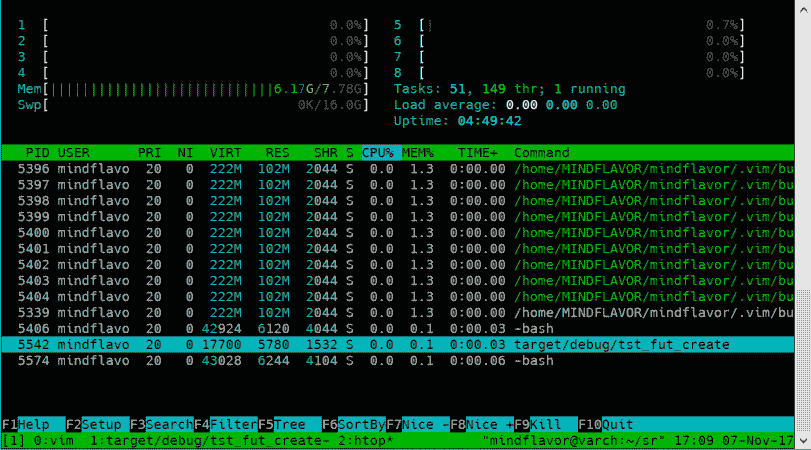 1 [ 0.0%] 5 [| 0.7%]
2 [ 0.0%] 6 [ 0.0%]
3 [ 0.0%] 7 [ 0.0%]
4 [ 0.0%] 8 [ 0.0%]
Mem[||||||||||||||||||||||||||||6.17G/7.78G] Tasks: 51, 149 thr; 1 running
Swp[ 0K/16.0G] Load average: 0.00 0.00 0.00
Uptime: 04:49:42
PID USER PRI NI VIRT RES SHR S CPU% MEM% TIME+ Command
5396 mindflavo 20 0 222M 102M 2044 S 0.0 1.3 0:00.00 /home/MINDFLAVOR/mindflavor/.vim/bu
5397 mindflavo 20 0 222M 102M 2044 S 0.0 1.3 0:00.00 /home/MINDFLAVOR/mindflavor/.vim/bu
5398 mindflavo 20 0 222M 102M 2044 S 0.0 1.3 0:00.00 /home/MINDFLAVOR/mindflavor/.vim/bu
5399 mindflavo 20 0 222M 102M 2044 S 0.0 1.3 0:00.00 /home/MINDFLAVOR/mindflavor/.vim/bu
5400 mindflavo 20 0 222M 102M 2044 S 0.0 1.3 0:00.00 /home/MINDFLAVOR/mindflavor/.vim/bu
5401 mindflavo 20 0 222M 102M 2044 S 0.0 1.3 0:00.00 /home/MINDFLAVOR/mindflavor/.vim/bu
5402 mindflavo 20 0 222M 102M 2044 S 0.0 1.3 0:00.00 /home/MINDFLAVOR/mindflavor/.vim/bu
5403 mindflavo 20 0 222M 102M 2044 S 0.0 1.3 0:00.00 /home/MINDFLAVOR/mindflavor/.vim/bu
5404 mindflavo 20 0 222M 102M 2044 S 0.0 1.3 0:00.00 /home/MINDFLAVOR/mindflavor/.vim/bu
5339 mindflavo 20 0 222M 102M 2044 S 0.0 1.3 0:00.00 /home/MINDFLAVOR/mindflavor/.vim/bu
5406 mindflavo 20 0 42924 6120 4044 S 0.0 0.1 0:00.03 -bash
5542 mindflavo 20 0 17700 5780 1532 S 0.0 0.1 0:00.03 target/debug/tst_fut_create
5574 mindflavo 20 0 43028 6244 4104 S 0.0 0.1 0:00.06 -bash
F1Help F2Setup F3SearchF4FilterF5Tree F6SortByF7Nice -F8Nice +F9Kill F10Quit
[1] 0:vim 1:target/debug/tst_fut_create- 2:htop* "mindflavor@varch:~/sr" 17:09 07-Nov-17